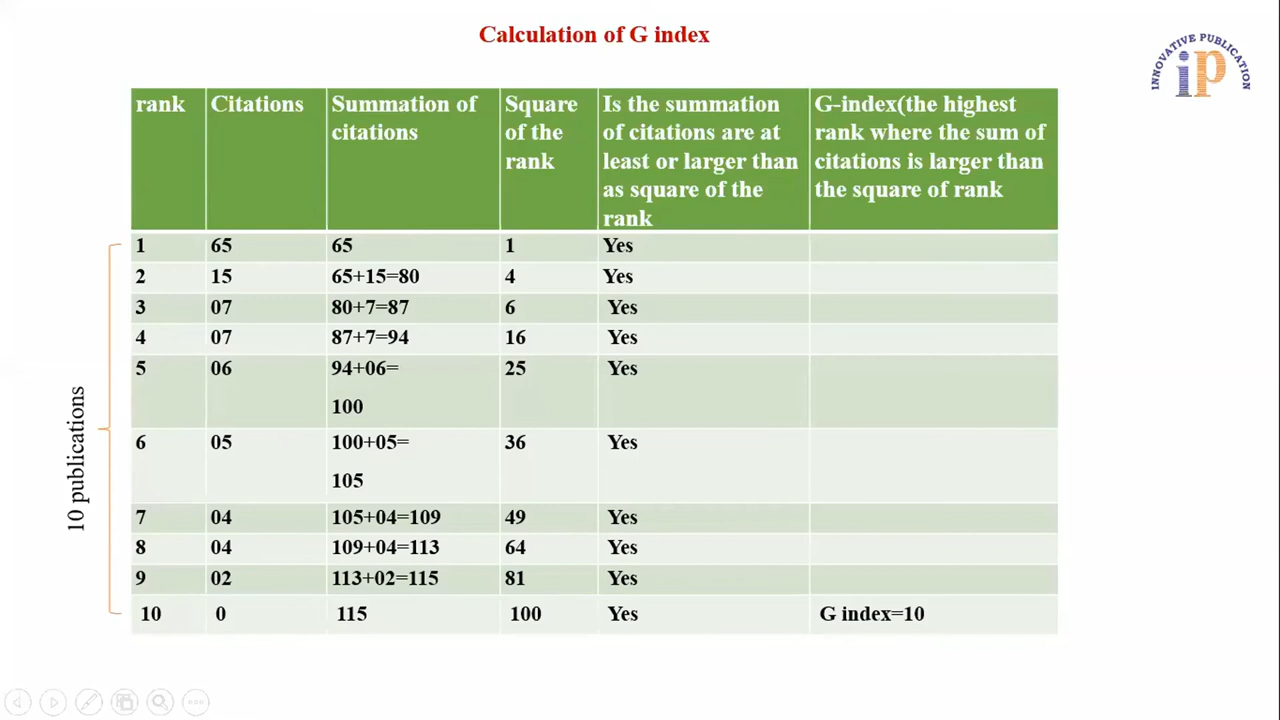 Calculation of G index
INNOVATIVE PUBLICATION
ip
rank Citations Summation of citations Square of the rank Is the summation of citations are at least or larger than as square of the rank G-index(the highest rank where the sum of citations is larger than the square of rank
1 65 65 1 Yes
2 15 65+15=80 4 Yes
3 07 80+7=87 6 Yes
4 07 87+7=94 16 Yes
5 06 94+06= 25 Yes
100
6 05 100+05= 36 Yes
105
7 04 105+04=109 49 Yes
8 04 109+04=113 64 Yes
9 02 113+02=115 81 Yes
10 0 115 100 Yes G index=10
10 publications